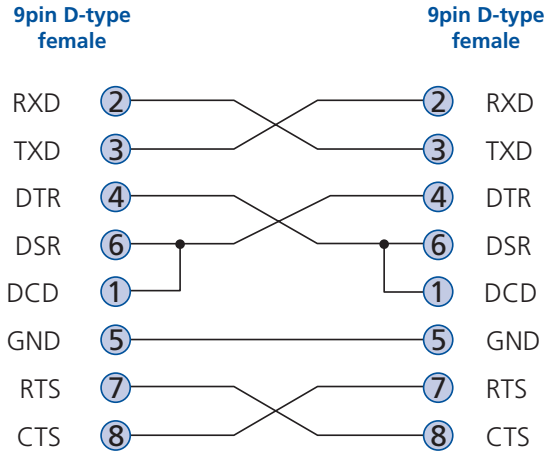 9pin D-type
female
9pin D-type
female
RXD 2 2 RXD
TXD 3 3 TXD
DTR 4 4 DTR
DSR 6 6 DSR
DCD 1 1 DCD
GND 5 5 GND
RTS 7 7 RTS
CTS 8 8 CTS